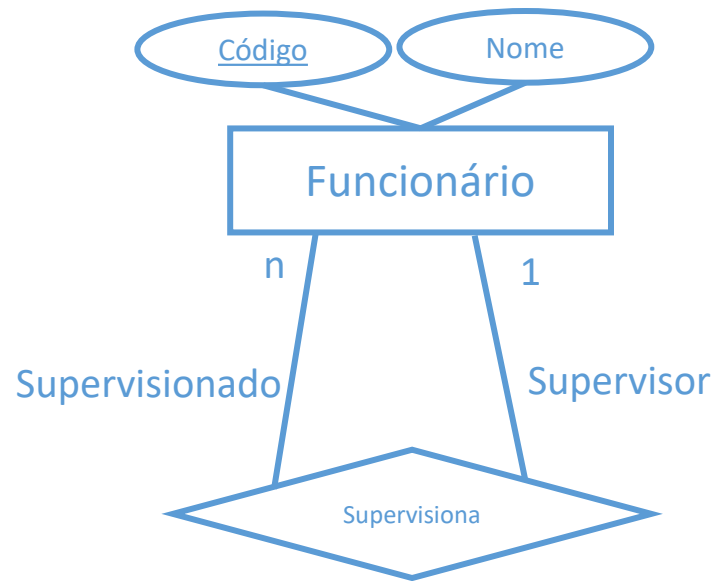 Código
Nome
Funcionário
n
1
Supervisionado
Supervisor
Supervisiona